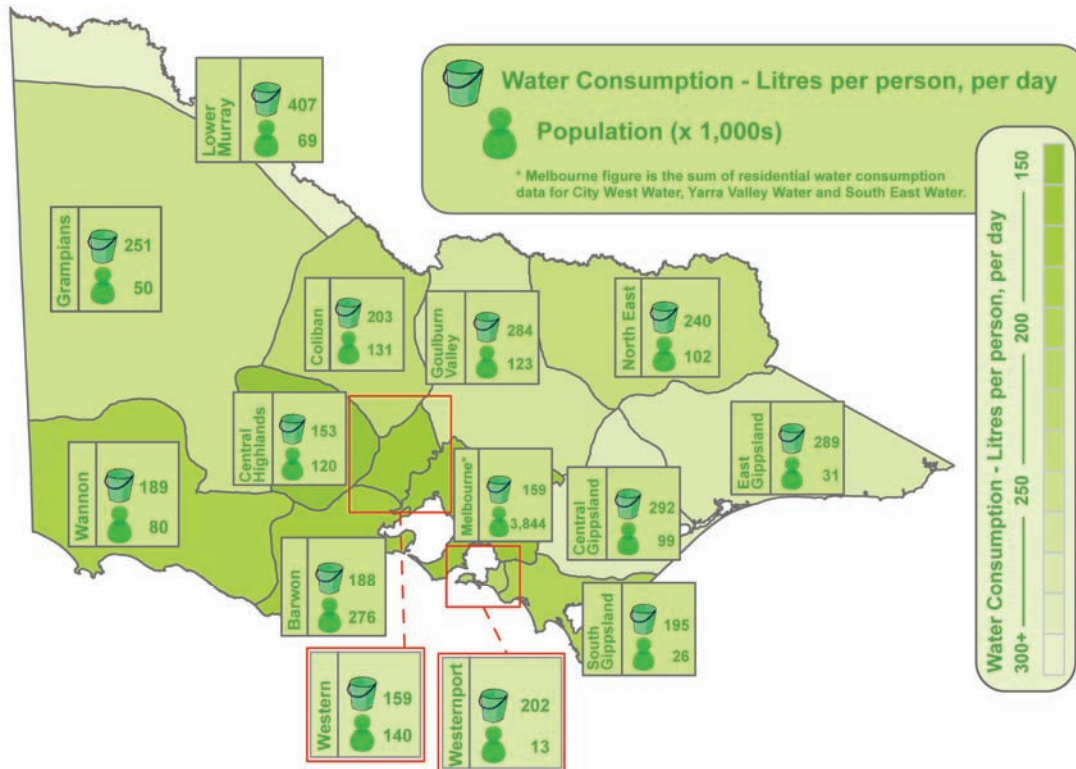 Water Consumption - Litres per person, per day
Population (x 1,000s)
* Melbourne figure is the sum of residential water consumption
data for City West Water, Yarra Valley Water and South East Water.
Lower
Murray
407
69
Grampians
251
50
Coliban
203
131
Goulburn
Valley
284
123
North East
240
102
Central
Highlands
153
120
Wannon
189
80
Melbourne*
159
3,844
Central
Gippsland
292
99
East
Gippsland
289
31
Barwon
188
276
South
Gippsland
195
26
Western
159
140
Westernport
202
13
Water Consumption - Litres per person, per day
300+
250
200
150